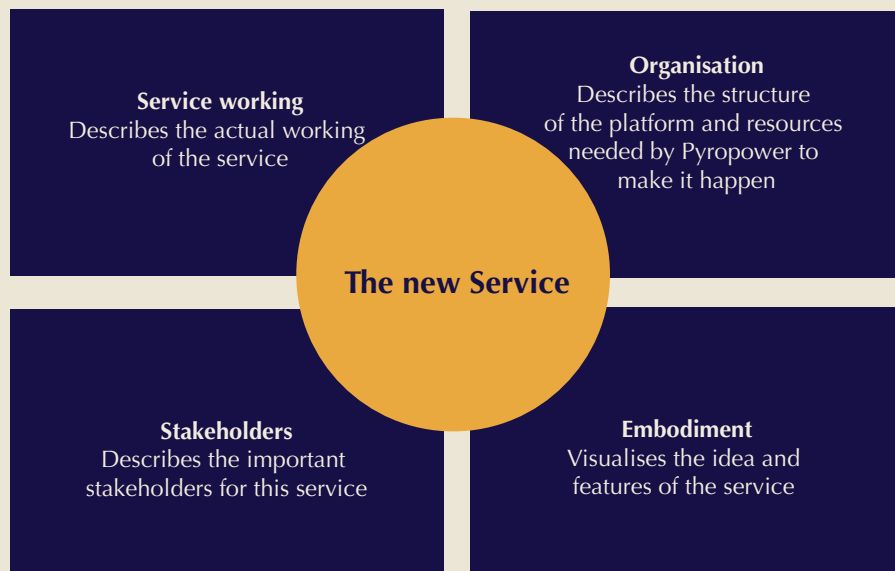 Service working
Describes the actual working
of the service
Organisation
Describes the structure
of the platform and resources
needed by Pyropower to
make it happen
The new Service
Stakeholders
Describes the important
stakeholders for this service
Embodiment
Visualises the idea and
features of the service